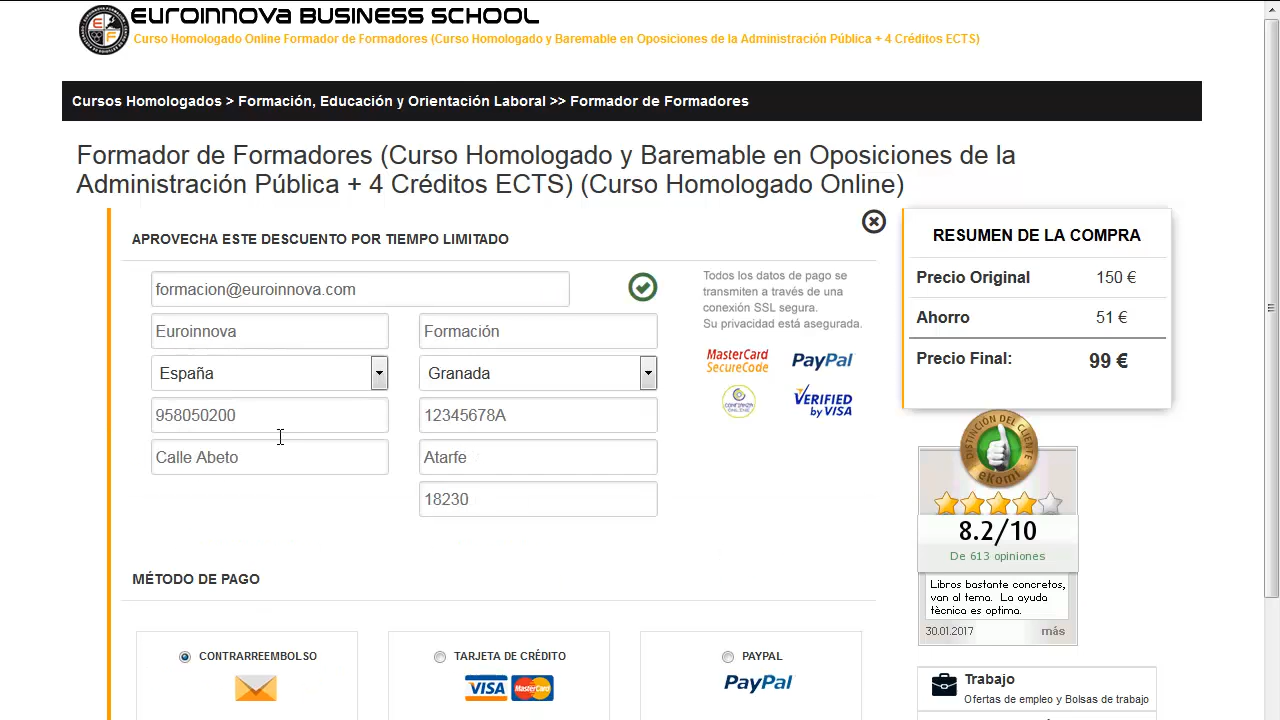 EUROINNOVA BUSINESS SCHOOL
Curso Homologado Online Formador de Formadores (Curso Homologado y Baremable en Oposiciones de la Administración Pública + 4 Créditos ECTS)
Cursos Homologados > Formación, Educación y Orientación Laboral >> Formador de Formadores
Formador de Formadores (Curso Homologado y Baremable en Oposiciones de la
Administración Pública + 4 Créditos ECTS) (Curso Homologado Online)
APROVECHA ESTE DESCUENTO POR TIEMPO LIMITADO
formacion@euroinnova.com
Euroinnova
Formación
España
Granada
958050200
12345678A
Calle Abeto
Atarfe
18230
Todos los datos de pago se
transmiten a través de una
conexión SSL segura.
Su privacidad está asegurada.
MasterCard
SecureCode
PayPal
CONFIANZA
ONLINE
VERIFIED
by VISA
MÉTODO DE PAGO
CONTRARREEMBOLSO
TARJETA DE CRÉDITO
VISA
MasterCard
PAYPAL
PayPal
RESUMEN DE LA COMPRA
Precio Original 150 €
Ahorro 51 €
Precio Final: 99 €
DISTINCIÓN DEL CLIENTE
eKomi
8.2/10
De 613 opiniones
Libros bastante concretos,
van al tema. La ayuda
tècnica es optima.
30.01.2017 más
Trabajo
Ofertas de empleo y Bolsas de trabajo